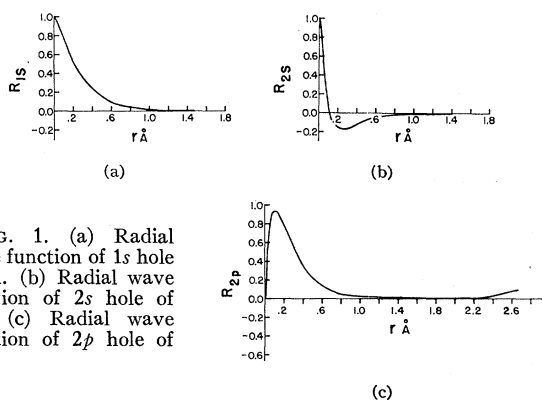 1.0
0.8
0.6
0.4
0.2
0.0
-0.2
R1S
.2 .6 1.0 1.4 1.8
r Å
(a)
1.0
0.8
0.6
0.4
0.2
0.0
-0.2
R2S
.2 .6 1.0 1.4 1.8
r Å
(b)
G. 1. (a) Radial
function of 1s hole
(b) Radial wave
tion of 2s hole of
(c) Radial wave
tion of 2p hole of
1.0
0.8
0.6
0.4
0.2
0.0
-0.2
-0.4
-0.6
R2p
.2 .6 1.0 1.4 1.8 2.2 2.6
r Å
(c)